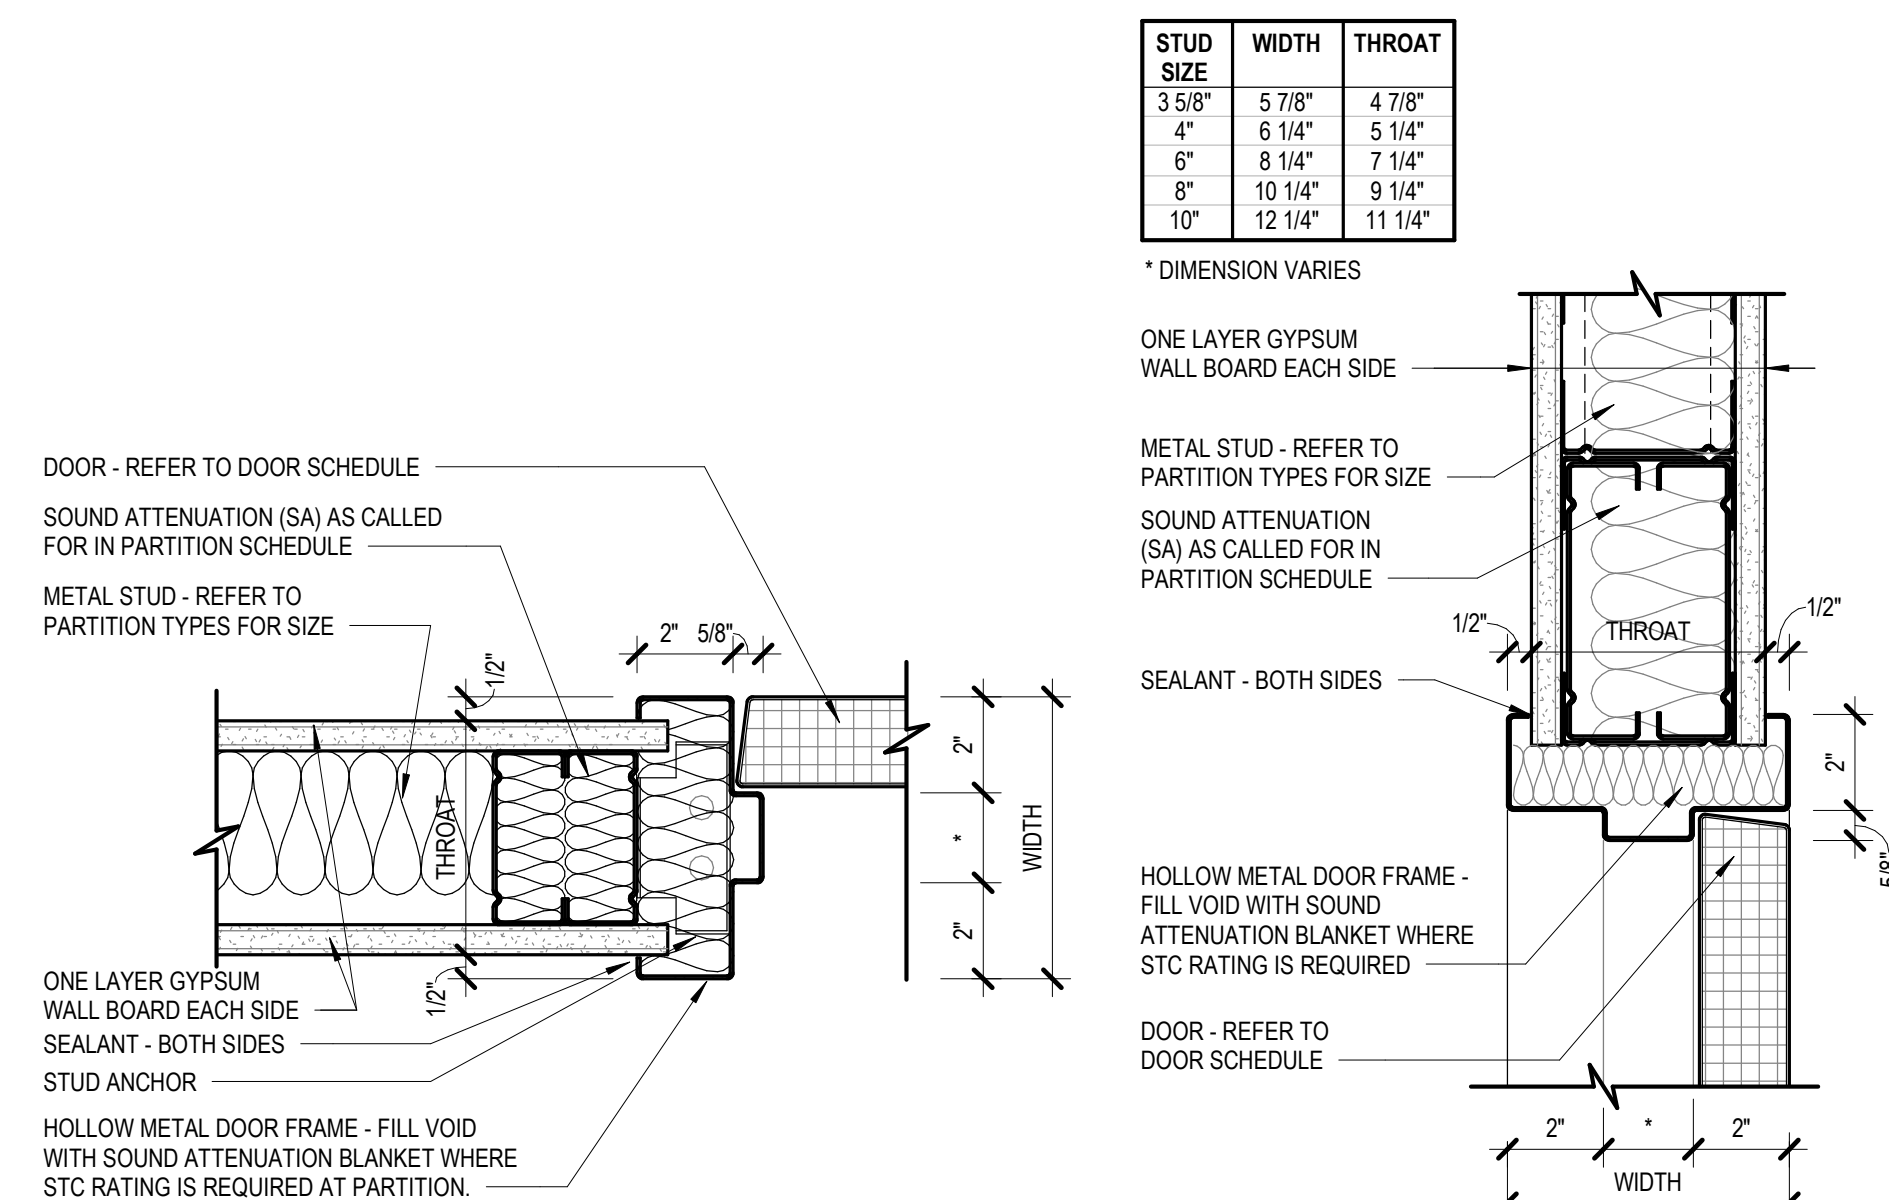 STUD SIZE WIDTH THROAT
3 5/8" 5 7/8" 4 7/8"
4" 6 1/4" 5 1/4"
6" 8 1/4" 7 1/4"
8" 10 1/4" 9 1/4"
10" 12 1/4" 11 1/4"
* DIMENSION VARIES
DOOR - REFER TO DOOR SCHEDULE
SOUND ATTENUATION (SA) AS CALLED
FOR IN PARTITION SCHEDULE
METAL STUD - REFER TO
PARTITION TYPES FOR SIZE
2" 5/8"
1/2"
THROAT
2"
*
2"
WIDTH
1/2"
ONE LAYER GYPSUM
WALL BOARD EACH SIDE
SEALANT - BOTH SIDES
STUD ANCHOR
HOLLOW METAL DOOR FRAME - FILL VOID
WITH SOUND ATTENUATION BLANKET WHERE
STC RATING IS REQUIRED AT PARTITION.
ONE LAYER GYPSUM
WALL BOARD EACH SIDE
METAL STUD - REFER TO
PARTITION TYPES FOR SIZE
SOUND ATTENUATION
(SA) AS CALLED FOR IN
PARTITION SCHEDULE
1/2" THROAT 1/2"
SEALANT - BOTH SIDES
2"
5/8"
HOLLOW METAL DOOR FRAME -
FILL VOID WITH SOUND
ATTENUATION BLANKET WHERE
STC RATING IS REQUIRED
DOOR - REFER TO
DOOR SCHEDULE
2" * 2"
WIDTH